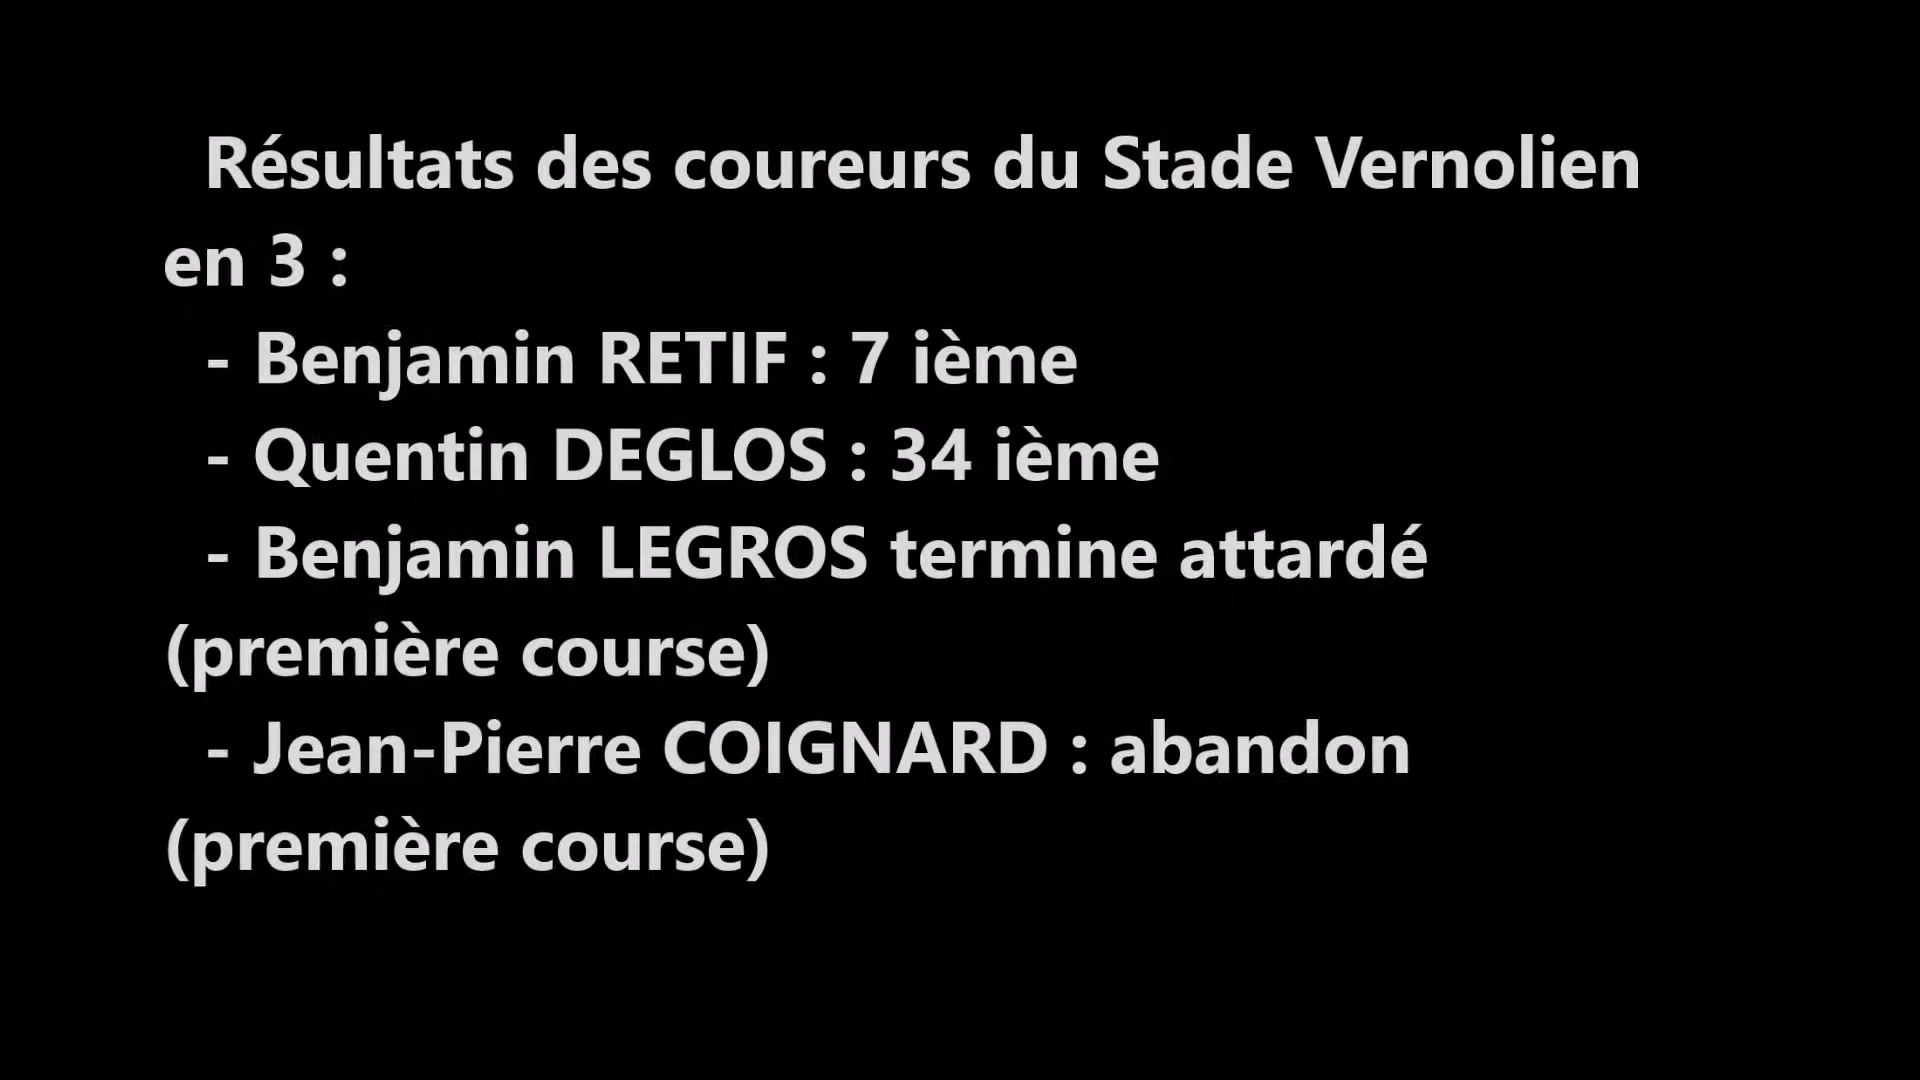 Résultats des coureurs du Stade Vernolien
en 3 :
- Benjamin RETIF : 7 ième
- Quentin DEGLOS : 34 ième
- Benjamin LEGROS termine attardé
(première course)
- Jean-Pierre COIGNARD : abandon
(première course)